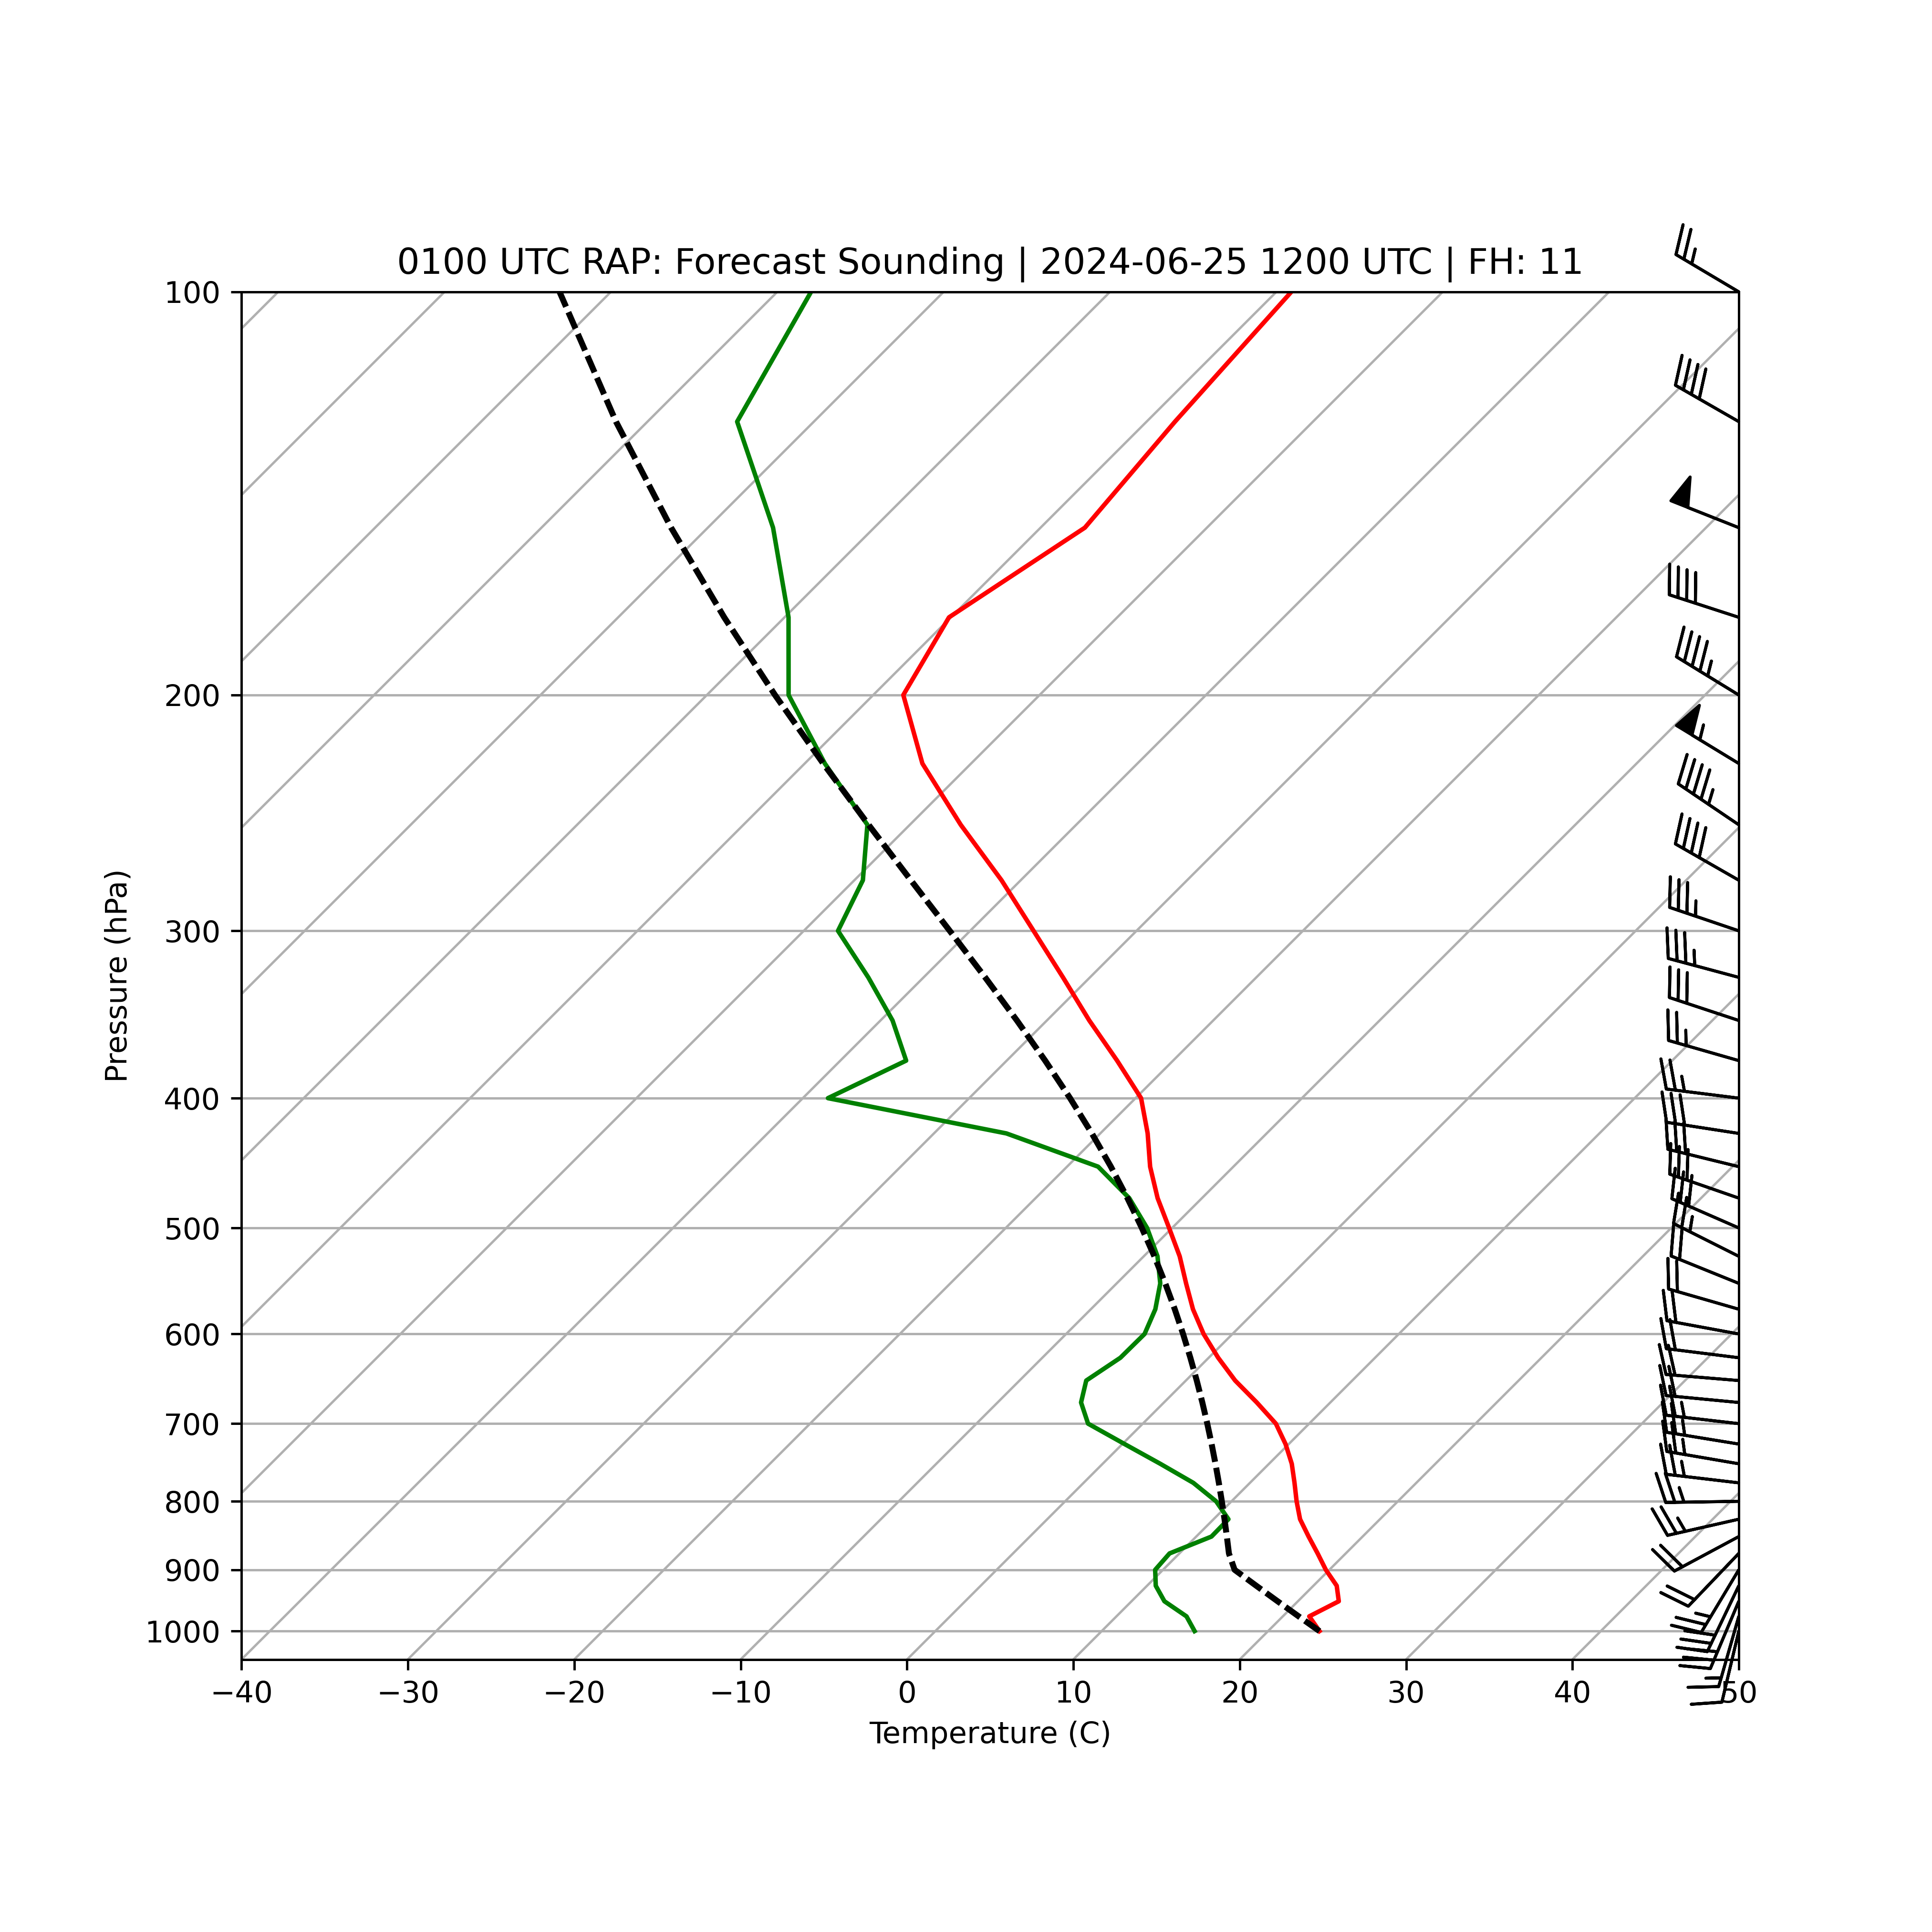 0100 UTC RAP: Forecast Sounding | 2024-06-25 1200 UTC | FH: 11
100
200
300
400
500
600
700
800
900
1000
Pressure (hPa)
−40 −30 −20 −10 0 10 20 30 40 50
Temperature (C)